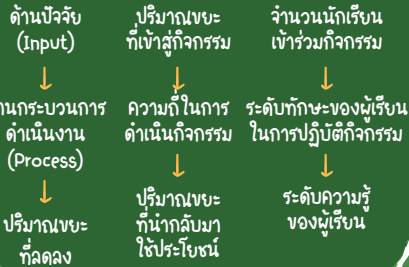 ด้านปัจจัย
(Input)
านกระบวนการ
ดำเนินงาน
(Process)
ปริมาณขยะ
ที่ลดลง
ปริมาณขยะ
ที่เข้าสู่กิจกรรม
ความถี่ในการ
ดำเนินกิจกรรม
ปริมาณขยะ
ที่นำกลับมา
ใช้ประโยชน์
จำนวนนักเรียน
เข้าร่วมกิจกรรม
ระดับทักษะของผู้เรียน
ในการปฏิบัติกิจกรรม
ระดับความรู้
ของผู้เรียน